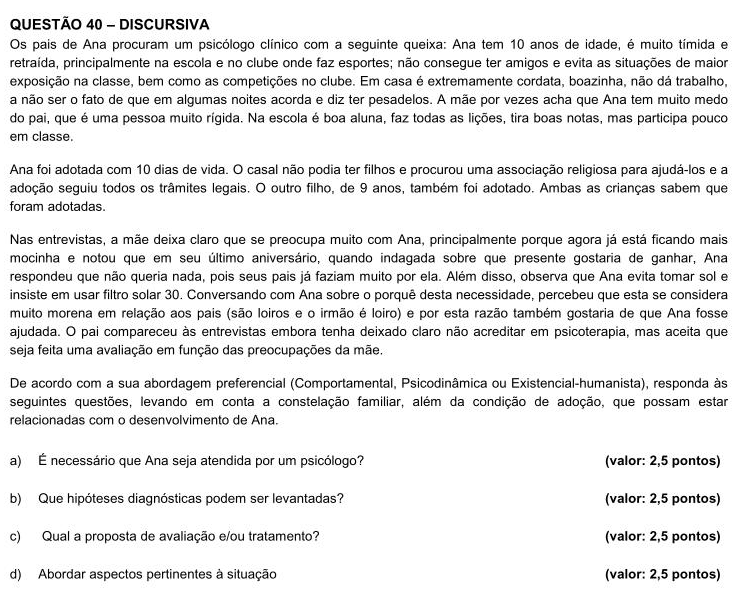 QUESTÃO 40 – DISCURSIVA
Os pais de Ana procuram um psicólogo clínico com a seguinte queixa: Ana tem 10 anos de idade, é muito tímida e
retraída, principalmente na escola e no clube onde faz esportes; não consegue ter amigos e evita as situações de maior
exposição na classe, bem como as competições no clube. Em casa é extremamente cordata, boazinha, não dá trabalho,
a não ser o fato de que em algumas noites acorda e diz ter pesadelos. A mãe por vezes acha que Ana tem muito medo
do pai, que é uma pessoa muito rígida. Na escola é boa aluna, faz todas as lições, tira boas notas, mas participa pouco
em classe.
Ana foi adotada com 10 dias de vida. O casal não podia ter filhos e procurou uma associação religiosa para ajudá-los e a
adoção seguiu todos os trâmites legais. O outro filho, de 9 anos, também foi adotado. Ambas as crianças sabem que
foram adotadas.
Nas entrevistas, a mãe deixa claro que se preocupa muito com Ana, principalmente porque agora já está ficando mais
mocinha e notou que em seu último aniversário, quando indagada sobre que presente gostaria de ganhar, Ana
respondeu que não queria nada, pois seus pais já faziam muito por ela. Além disso, observa que Ana evita tomar sol e
insiste em usar filtro solar 30. Conversando com Ana sobre o porquê desta necessidade, percebeu que esta se considera
muito morena em relação aos pais (são loiros e o irmão é loiro) e por esta razão também gostaria de que Ana fosse
ajudada. O pai compareceu às entrevistas embora tenha deixado claro não acreditar em psicoterapia, mas aceita que
seja feita uma avaliação em função das preocupações da mãe.
De acordo com a sua abordagem preferencial (Comportamental, Psicodinâmica ou Existencial-humanista), responda às
seguintes questões, levando em conta a constelação familiar, além da condição de adoção, que possam estar
relacionadas com o desenvolvimento de Ana.
a) É necessário que Ana seja atendida por um psicólogo? (valor: 2,5 pontos)
b) Que hipóteses diagnósticas podem ser levantadas? (valor: 2,5 pontos)
c) Qual a proposta de avaliação e/ou tratamento? (valor: 2,5 pontos)
d) Abordar aspectos pertinentes à situação (valor: 2,5 pontos)